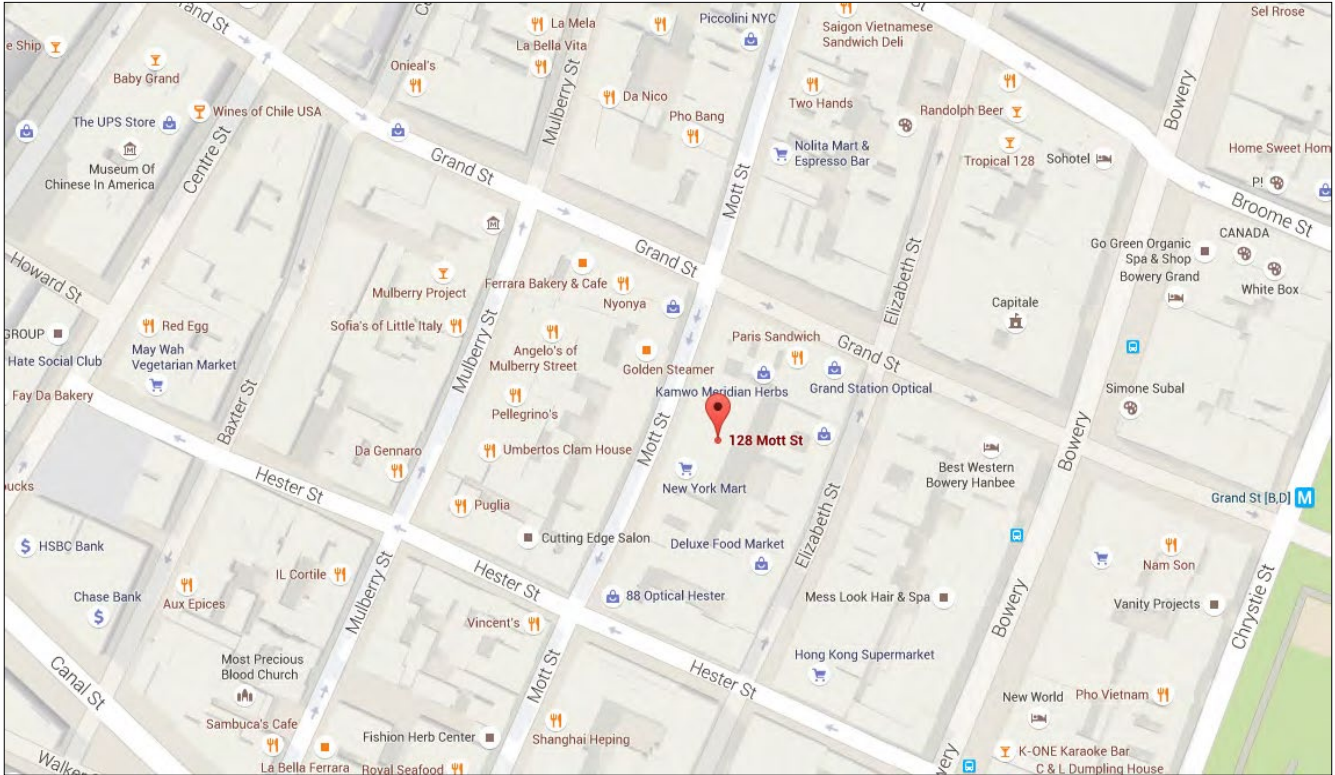 Grand St
La Mela
Piccolini NYC
Saigon Vietnamese
Sandwich Deli
Sel Rrose
e Ship
Baby Grand
La Bella Vita
Onieal's
Mulberry St
Da Nico
Pho Bang
Two Hands
Randolph Beer
Bowery
The UPS Store
Wines of Chile USA
Museum Of
Chinese In America
Centre St
Grand St
Mott St
Nolita Mart &
Espresso Bar
Tropical 128
Sohotel
Home Sweet Hom
P!
Broome St
Howard St
Mulberry Project
Ferrara Bakery & Cafe
Nyonya
Grand St
Elizabeth St
Capitale
Go Green Organic
Spa & Shop
Bowery Grand
CANADA
White Box
GROUP
Hate Social Club
Red Egg
May Wah
Vegetarian Market
Sofia's of Little Italy
Mulberry St
Angelo's of
Mulberry Street
Golden Steamer
Paris Sandwich
Kamwo Meridian Herbs
Grand Station Optical
Grand St
Simone Subal
Fay Da Bakery
Baxter St
Pellegrino's
Mott St
128 Mott St
Bowery
Da Gennaro
Umbertos Clam House
New York Mart
Best Western
Bowery Hanbee
Grand St [B,D]
M
ucks
Hester St
Puglia
Cutting Edge Salon
Deluxe Food Market
Elizabeth St
HSBC Bank
Chase Bank
Aux Epices
IL Cortile
Mulberry St
Hester St
88 Optical Hester
Mess Look Hair & Spa
Bowery
Nam Son
Vanity Projects
Chrystie St
Vincent's
Canal St
Most Precious
Blood Church
Mott St
Hester St
Hong Kong Supermarket
New World
Pho Vietnam
Sambuca's Cafe
Fishion Herb Center
Shanghai Heping
Walker
La Bella Ferrara
Royal Seafood
wery
K-ONE Karaoke Bar
C & L Dumpling House